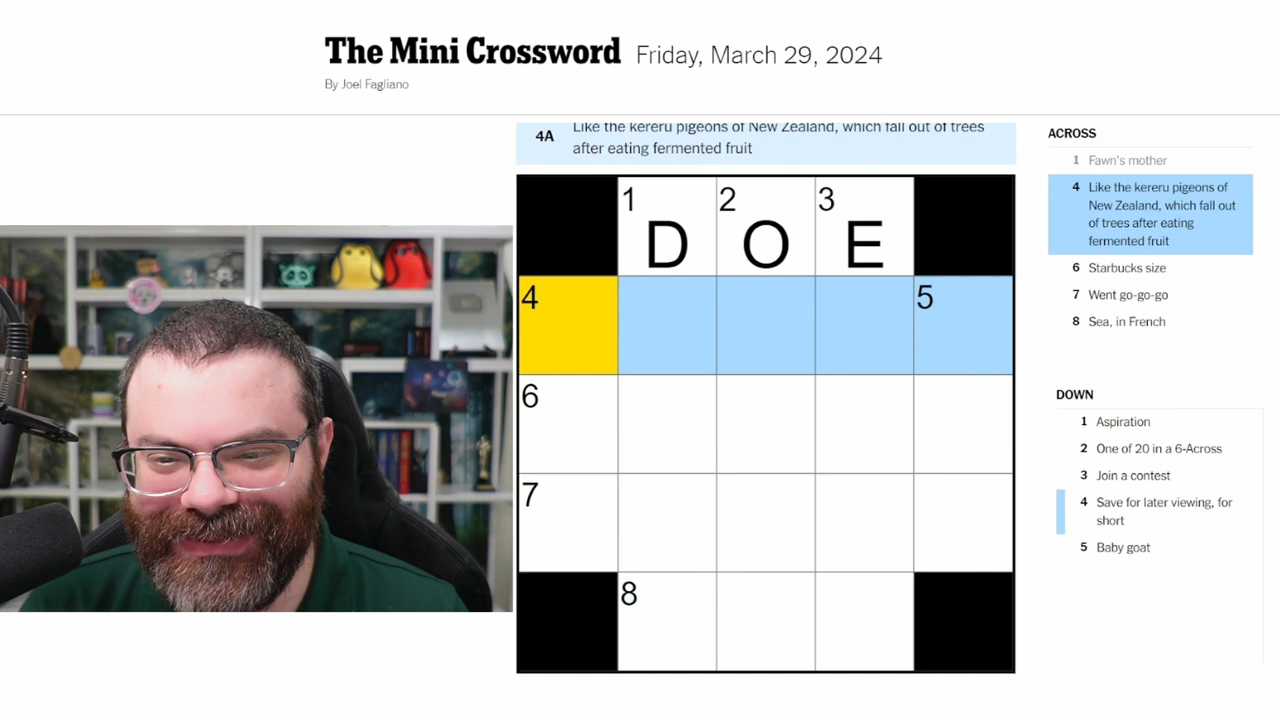 The Mini Crossword Friday, March 29, 2024
By Joel Fagliano
4A Like the kereru pigeons of New Zealand, which fall out of trees
after eating fermented fruit
1 2 3
D O E
4 5
6
7
8
ACROSS
1 Fawn's mother
4 Like the kereru pigeons of
New Zealand, which fall out
of trees after eating
fermented fruit
6 Starbucks size
7 Went go-go-go
8 Sea, in French
DOWN
1 Aspiration
2 One of 20 in a 6-Across
3 Join a contest
4 Save for later viewing, for
short
5 Baby goat